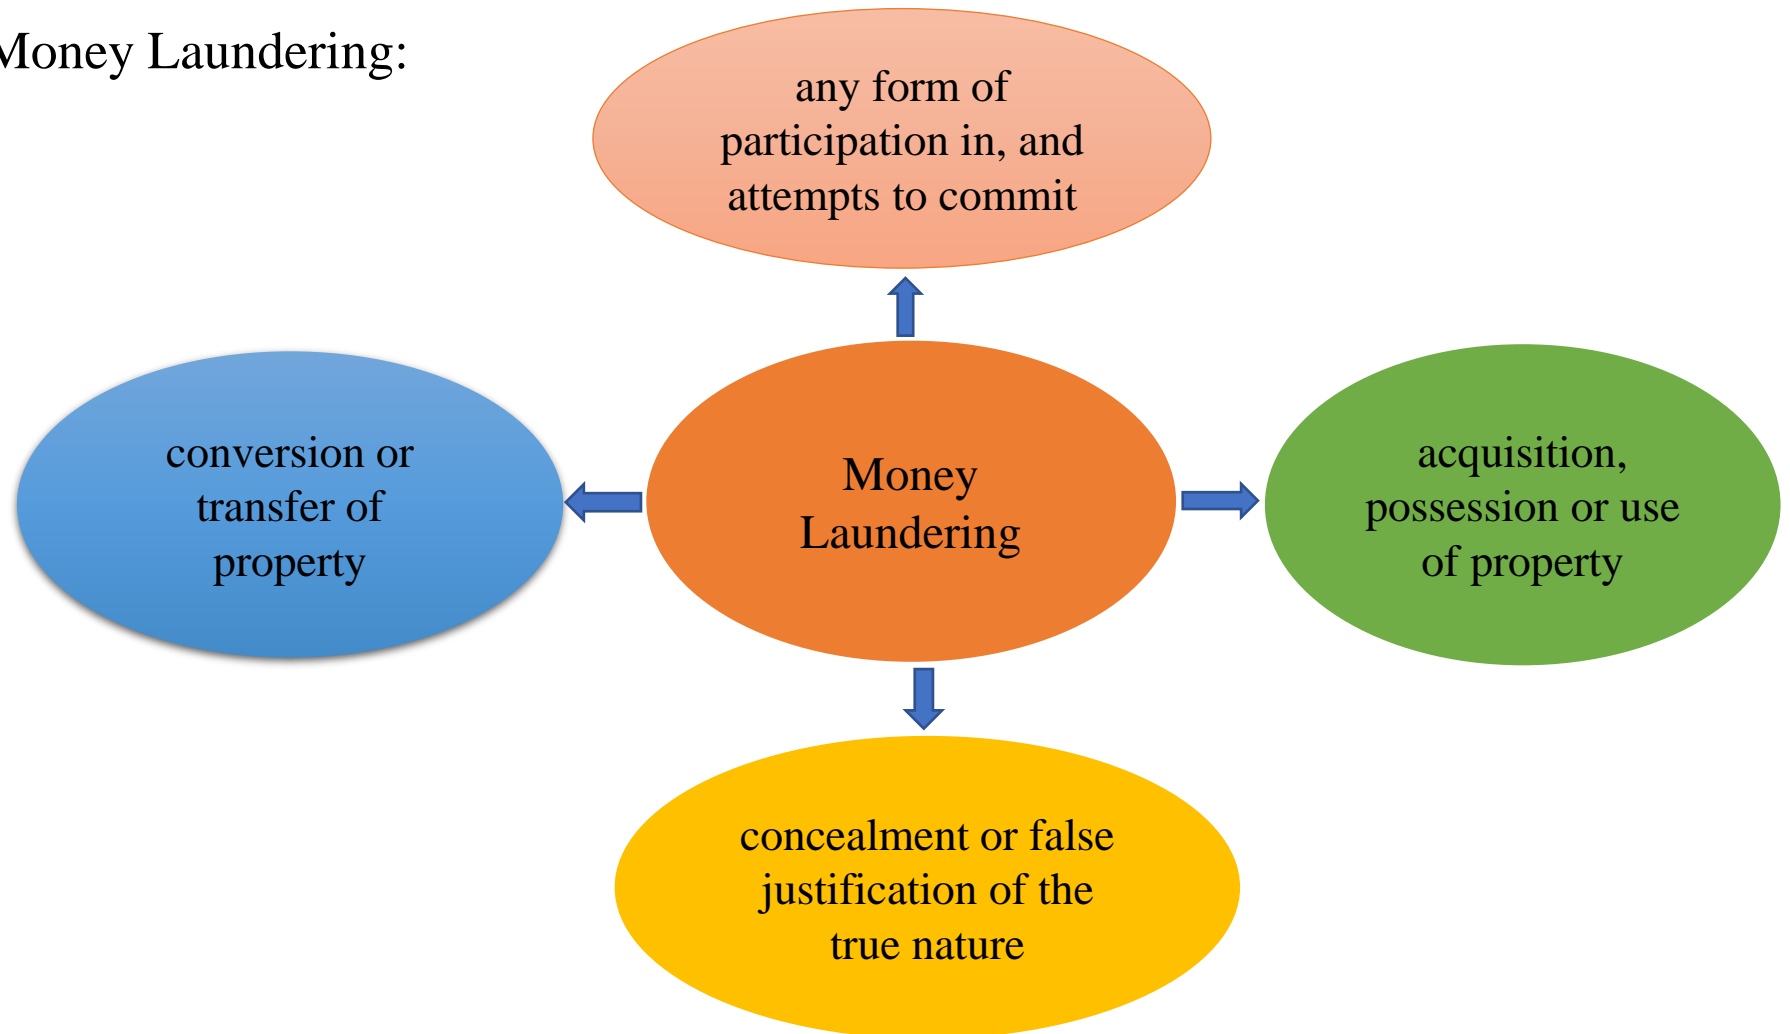 Money Laundering:
any form of
participation in, and
attempts to commit
conversion or
transfer of
property
Money
Laundering
acquisition,
possession or use
of property
concealment or false
justification of the
true nature